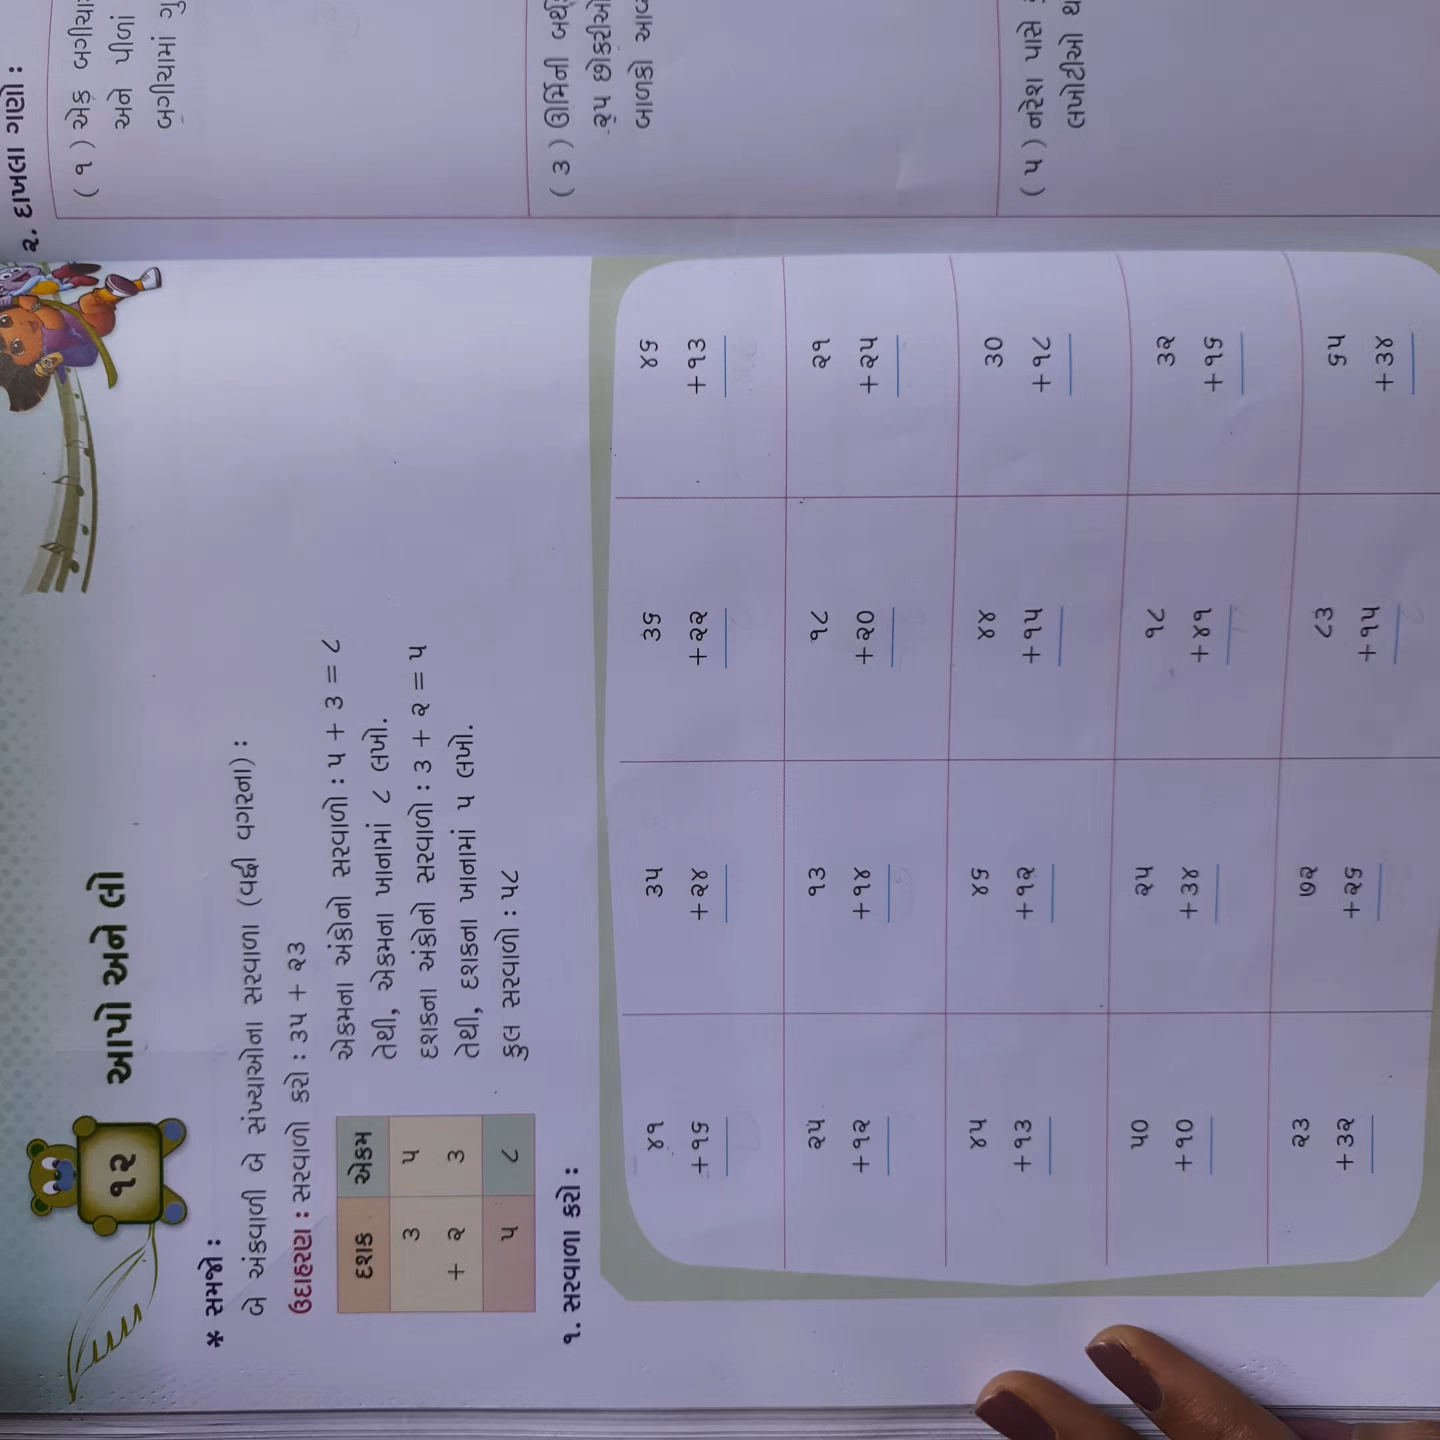 ૧૨
આપો અને લો
* સમજો :
બે અંકવાળી બે સંખ્યાઓના સરવાળા (વદ્દી વગરના) :
ઉદાહરણ : સરવાળો કરો : ૩૫ + ૨૩
દશક એકમ
૩ ૫
+ ૨ ૩
૫ ૮
એકમના અંકોનો સરવાળો : ૫ + ૩ = ૮
તેથી, એકમના ખાનામાં ૮ લખો.
દશકના અંકોનો સરવાળો : ૩ + ૨ = ૫
તેથી, દશકના ખાનામાં ૫ લખો.
કુલ સરવાળો : ૫૮
૧. સરવાળા કરો :
૪૧ ૩૫ ૩૬ ૪૬
+ ૧૬ + ૨૪ + ૨૨ + ૧૩
૨૫ ૧૩ ૧૮ ૨૧
+ ૧૨ + ૧૪ + ૨૦ + ૨૫
૪૫ ૪૬ ૪૪ ૩૦
+ ૧૩ + ૧૨ + ૧૫ + ૧૮
૫૦ ૨૫ ૧૮ ૩૨
+ ૧૦ + ૩૪ + ૪૧ + ૧૬
૨૩ ૭૨ ૮૩ ૬૫
+ ૩૨ + ૨૬ + ૧૫ + ૩૪
૨. દાખલા ગણો :
( ૧ ) એક
અને પીળાં
બગીચામાં
( ૩ ) ઊર્મિની
રૂપ છોકરીઓ
બાળકો
( ૫ ) નરેશ પાસે
લખોટીઓ